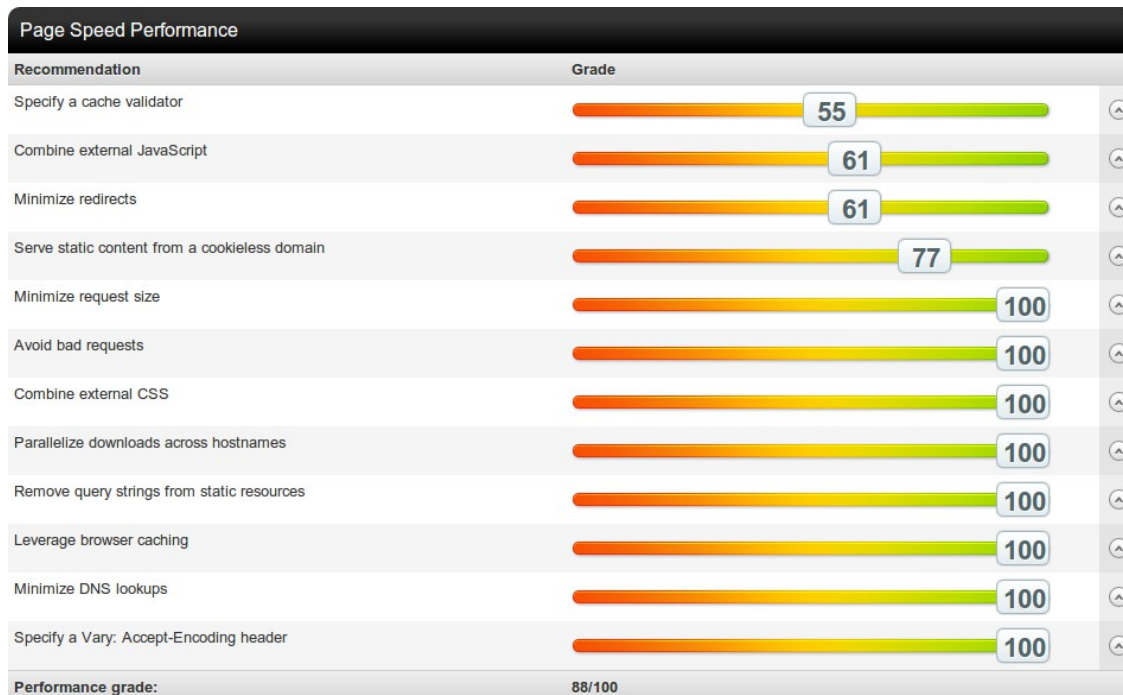 Page Speed Performance
Recommendation Grade
Specify a cache validator 55
Combine external JavaScript 61
Minimize redirects 61
Serve static content from a cookieless domain 77
Minimize request size 100
Avoid bad requests 100
Combine external CSS 100
Parallelize downloads across hostnames 100
Remove query strings from static resources 100
Leverage browser caching 100
Minimize DNS lookups 100
Specify a Vary: Accept-Encoding header 100
Performance grade: 88/100